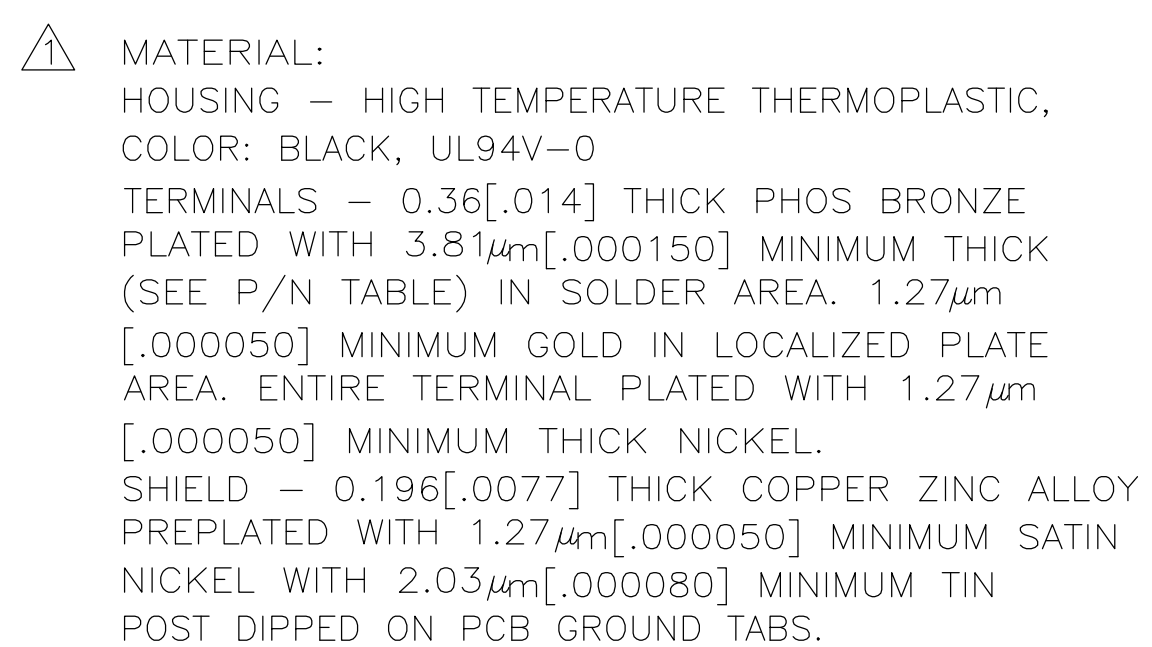 1 MATERIAL:
HOUSING – HIGH TEMPERATURE THERMOPLASTIC,
COLOR: BLACK, UL94V–0
TERMINALS – 0.36[.014] THICK PHOS BRONZE
PLATED WITH 3.81µm[.000150] MINIMUM THICK
(SEE P/N TABLE) IN SOLDER AREA. 1.27µm
[.000050] MINIMUM GOLD IN LOCALIZED PLATE
AREA. ENTIRE TERMINAL PLATED WITH 1.27µm
[.000050] MINIMUM THICK NICKEL.
SHIELD – 0.196[.0077] THICK COPPER ZINC ALLOY
PREPLATED WITH 1.27µm[.000050] MINIMUM SATIN
NICKEL WITH 2.03µm[.000080] MINIMUM TIN
POST DIPPED ON PCB GROUND TABS.